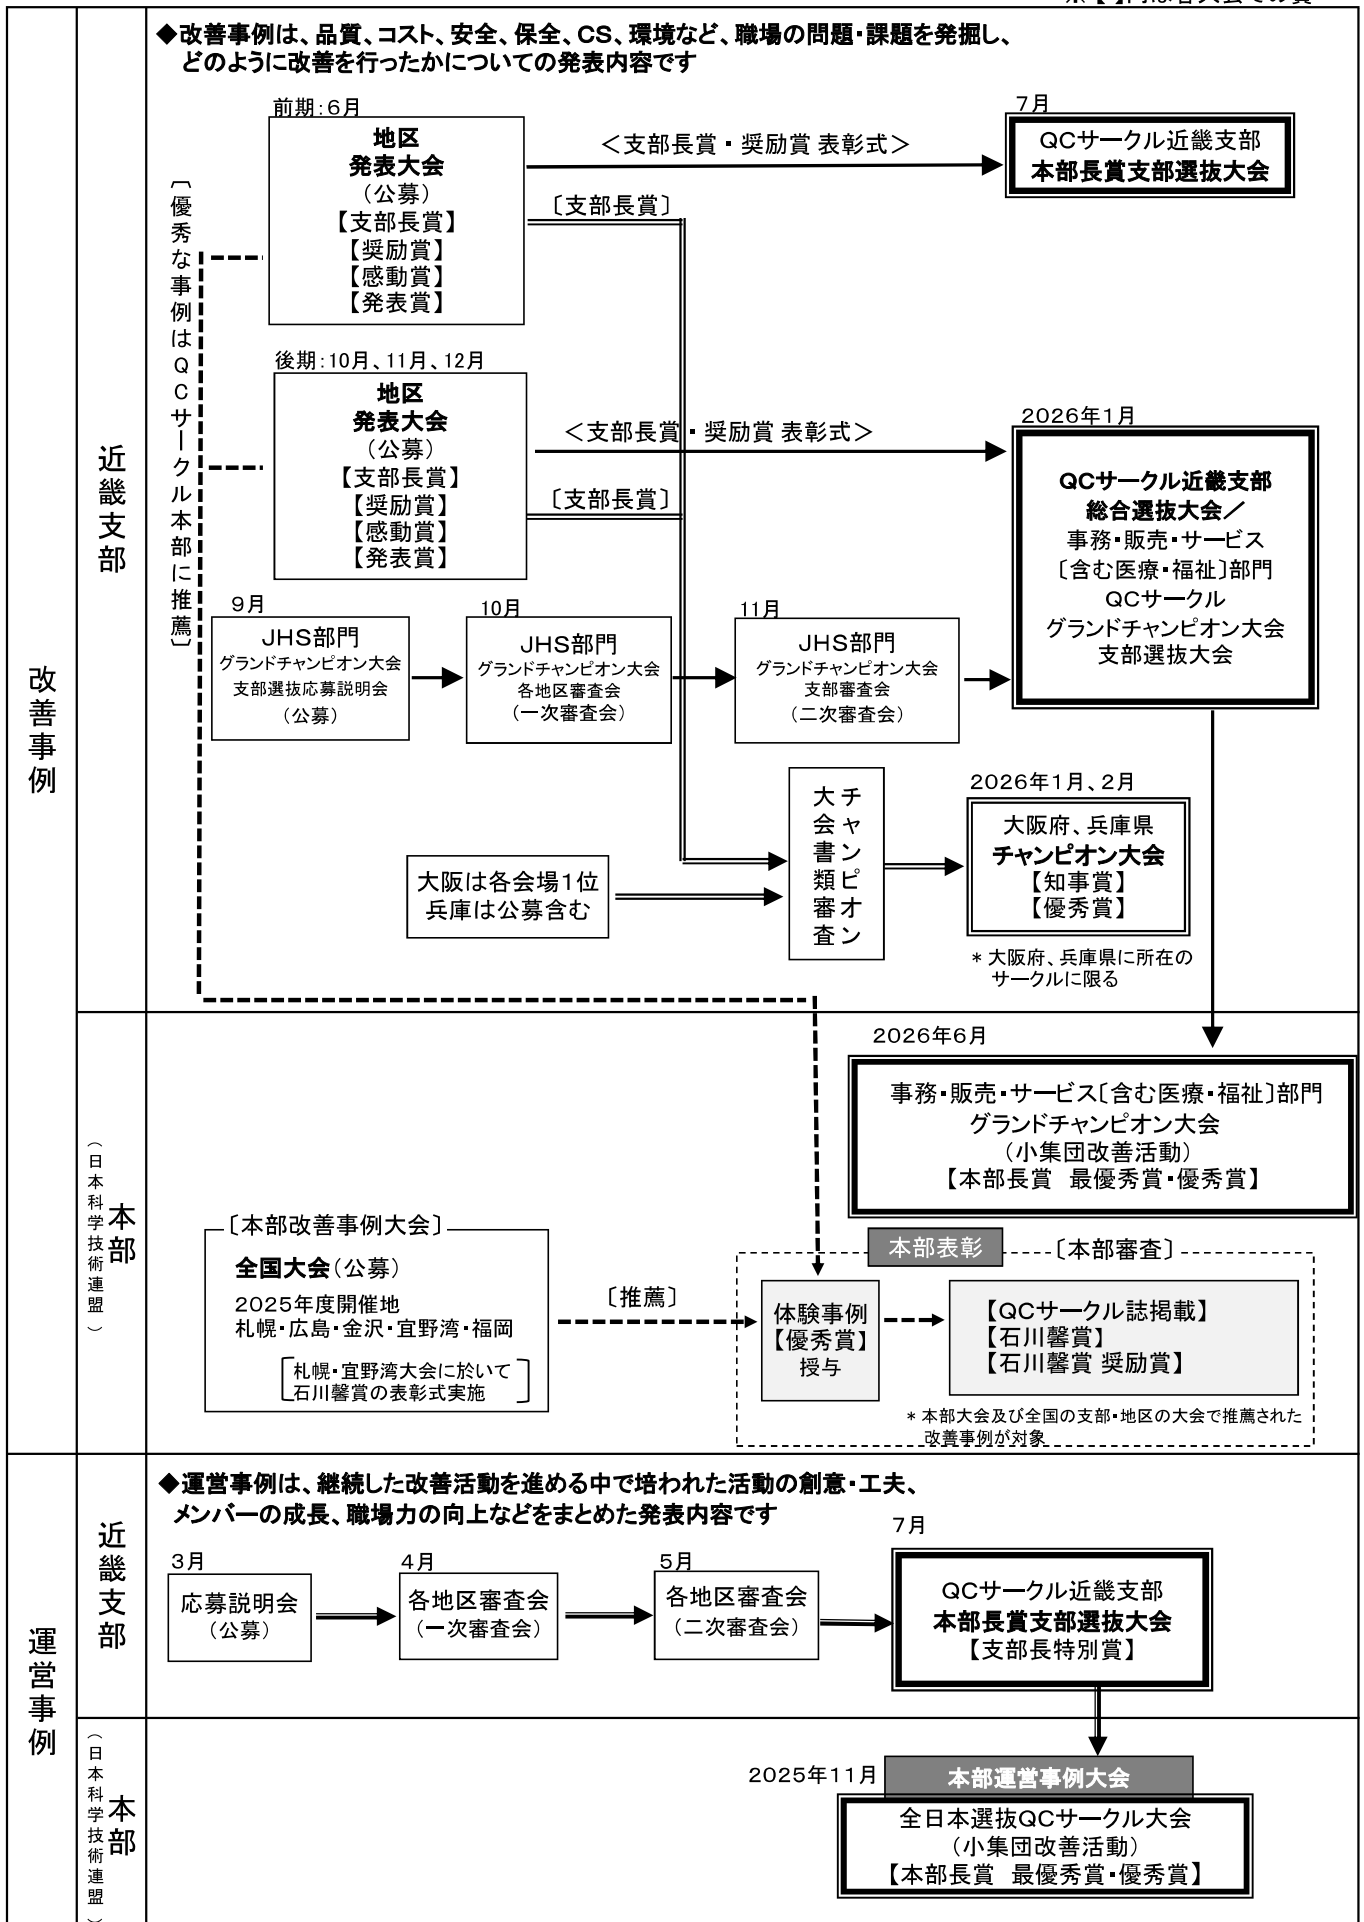 改善事例
近畿支部
◆改善事例は、品質、コスト、安全、保全、CS、環境など、職場の問題・課題を発掘し、
どのように改善を行ったかについての発表内容です
〔優秀な事例はQCサークル本部に推薦〕
前期:6月
地区
発表大会
(公募)
【支部長賞】
【奨励賞】
【感動賞】
【発表賞】
<支部長賞・奨励賞 表彰式>
〔支部長賞〕
7月
QCサークル近畿支部
本部長賞支部選抜大会
後期:10月、11月、12月
地区
発表大会
(公募)
【支部長賞】
【奨励賞】
【感動賞】
【発表賞】
<支部長賞・奨励賞 表彰式>
〔支部長賞〕
2026年1月
QCサークル近畿支部
総合選抜大会/
事務・販売・サービス
〔含む医療・福祉〕部門
QCサークル
グランドチャンピオン大会
支部選抜大会
9月
JHS部門
グランドチャンピオン大会
支部選抜応募説明会
(公募)
10月
JHS部門
グランドチャンピオン大会
各地区審査会
(一次審査会)
11月
JHS部門
グランドチャンピオン大会
支部審査会
(二次審査会)
大阪は各会場1位
兵庫は公募含む
チャンピオン
大会書類審査
2026年1月、2月
大阪府、兵庫県
チャンピオン大会
【知事賞】
【優秀賞】
* 大阪府、兵庫県に所在の
サークルに限る
本部
(日本科学技術連盟)
2026年6月
事務・販売・サービス〔含む医療・福祉〕部門
グランドチャンピオン大会
(小集団改善活動)
【本部長賞 最優秀賞・優秀賞】
〔本部改善事例大会〕
全国大会(公募)
2025年度開催地
札幌・広島・金沢・宜野湾・福岡
札幌・宜野湾大会に於いて
石川馨賞の表彰式実施
〔推薦〕
本部表彰
〔本部審査〕
体験事例
【優秀賞】
授与
【QCサークル誌掲載】
【石川馨賞】
【石川馨賞 奨励賞】
* 本部大会及び全国の支部・地区の大会で推薦された
改善事例が対象
運営事例
近畿支部
◆運営事例は、継続した改善活動を進める中で培われた活動の創意・工夫、
メンバーの成長、職場力の向上などをまとめた発表内容です
3月
応募説明会
(公募)
4月
各地区審査会
(一次審査会)
5月
各地区審査会
(二次審査会)
7月
QCサークル近畿支部
本部長賞支部選抜大会
【支部長特別賞】
本部
(日本科学技術連盟)
2025年11月
本部運営事例大会
全日本選抜QCサークル大会
(小集団改善活動)
【本部長賞 最優秀賞・優秀賞】